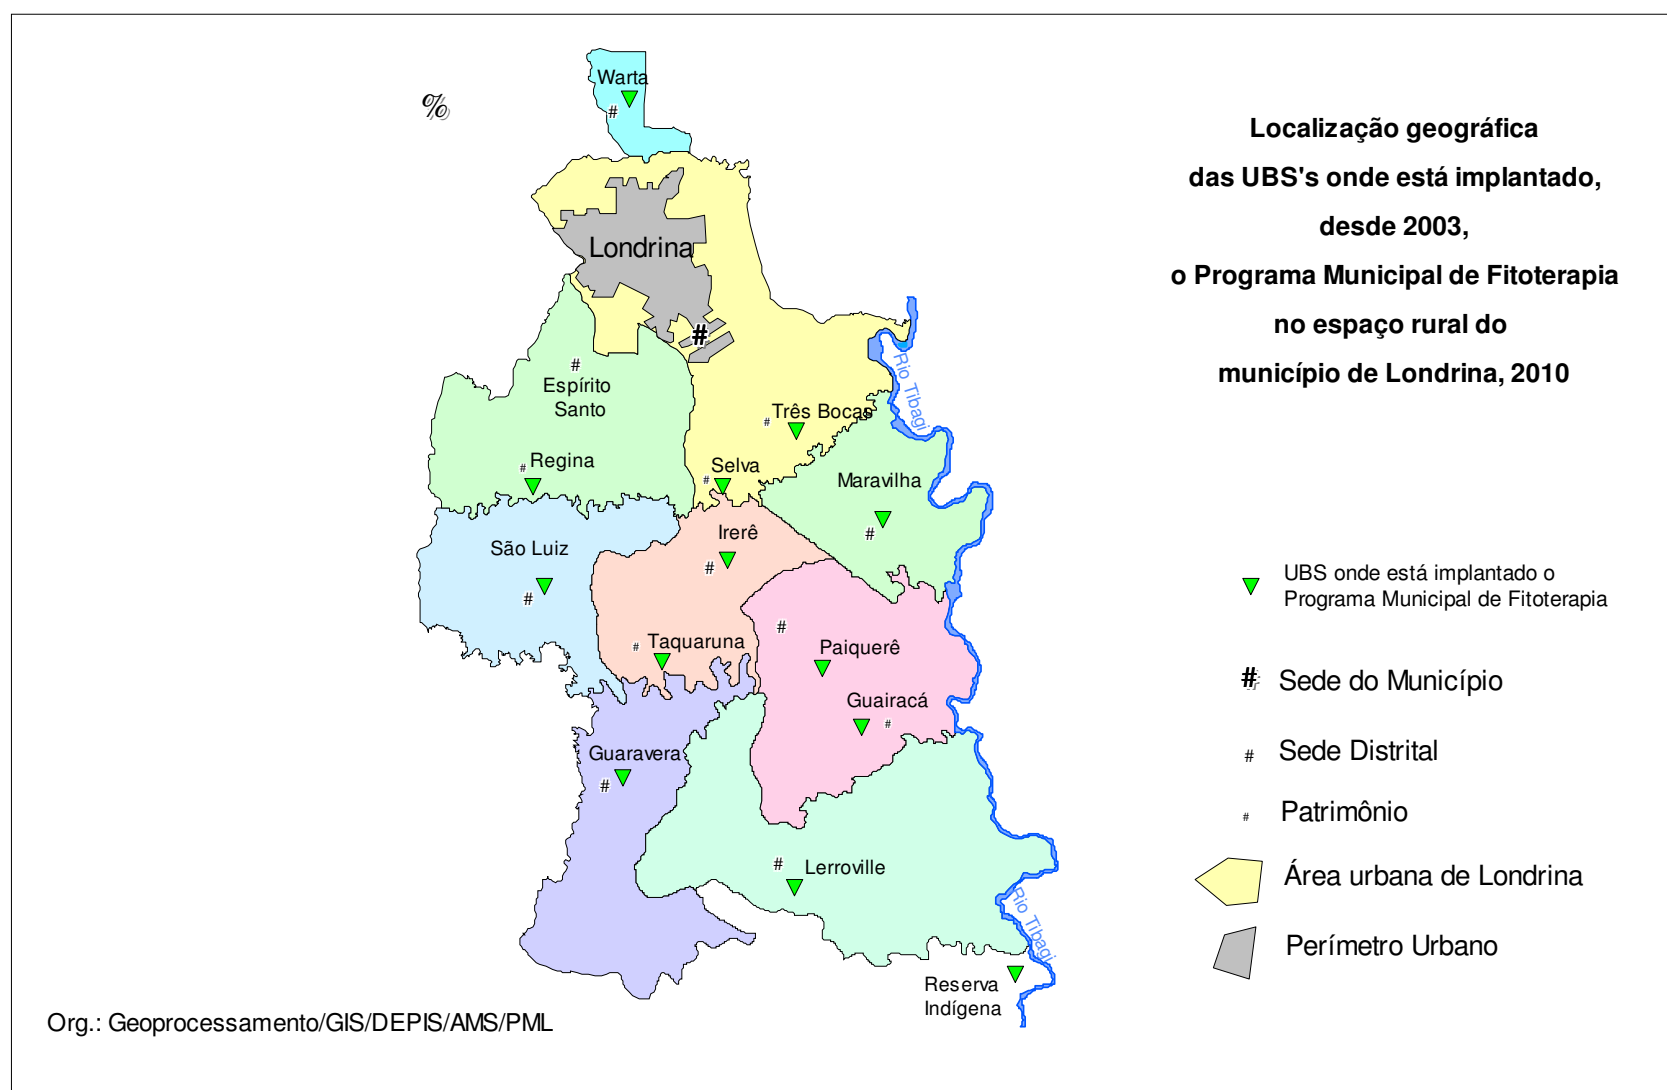 Warta
#
%
Localização geográfica
das UBS's onde está implantado,
desde 2003,
o Programa Municipal de Fitoterapia
no espaço rural do
município de Londrina, 2010
Londrina
#
#
Espírito
Santo
Rio Tibagi
Três Bocas
#
Regina
#
Selva
#
Maravilha
#
Irerê
#
São Luiz
#
UBS onde está implantado o
Programa Municipal de Fitoterapia
#
Taquaruna
#
Paiquerê
# Sede do Município
Guairacá
#
# Sede Distrital
Guaravera
#
# Patrimônio
#
Lerroville
Área urbana de Londrina
Rio Tibagi
Perímetro Urbano
Reserva
Indígena
Org.: Geoprocessamento/GIS/DEPIS/AMS/PML